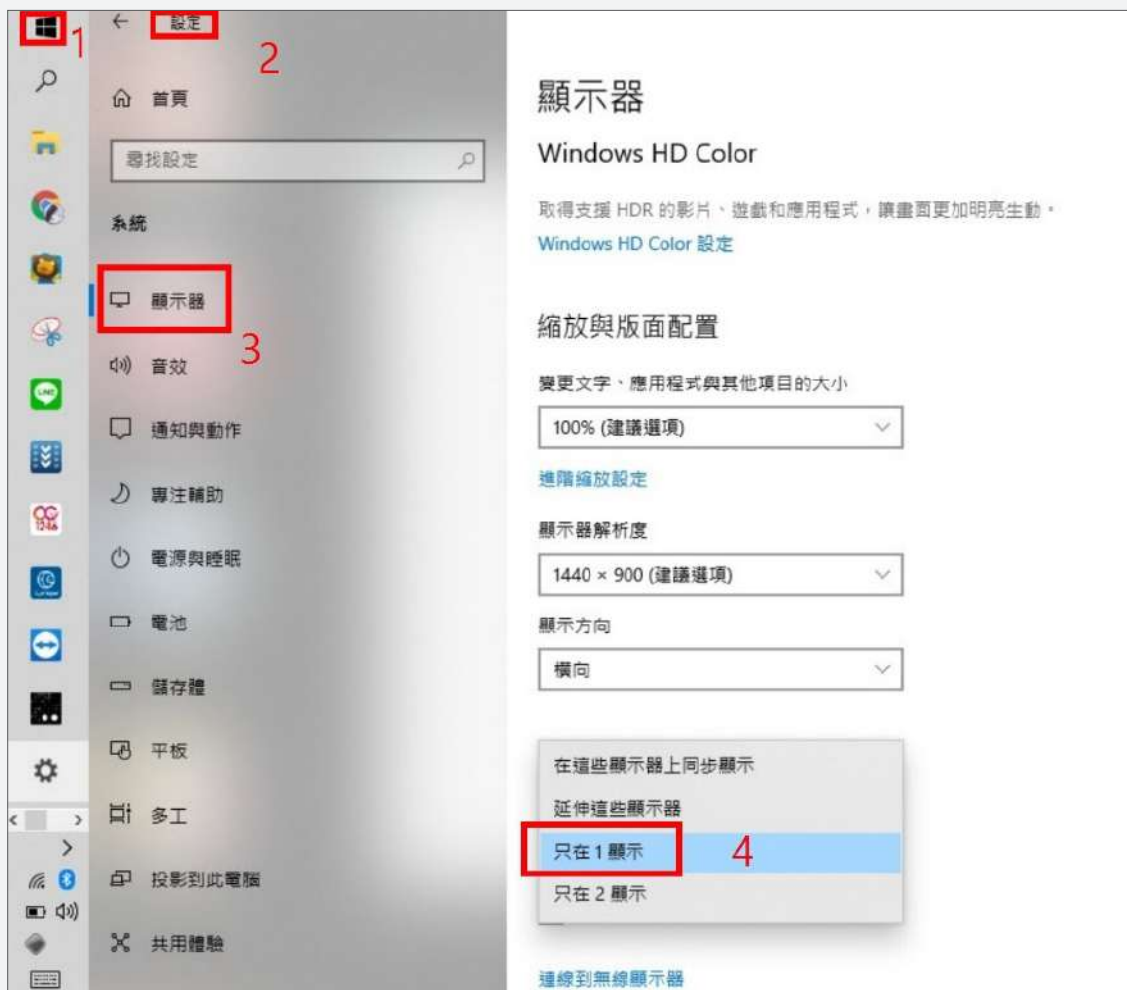 1
設定
2
首頁
尋找設定
系統
顯示器
3
音效
通知與動作
專注輔助
電源與睡眠
電池
儲存體
平板
多工
投影到此電腦
共用體驗
顯示器
Windows HD Color
取得支援 HDR 的影片、遊戲和應用程式，讓畫面更加明亮生動。
Windows HD Color 設定
縮放與版面配置
變更文字、應用程式與其他項目的大小
100% (建議選項)
進階縮放設定
顯示器解析度
1440 × 900 (建議選項)
顯示方向
橫向
在這些顯示器上同步顯示
延伸這些顯示器
只在 1 顯示 4
只在 2 顯示
連線到無線顯示器
LINE